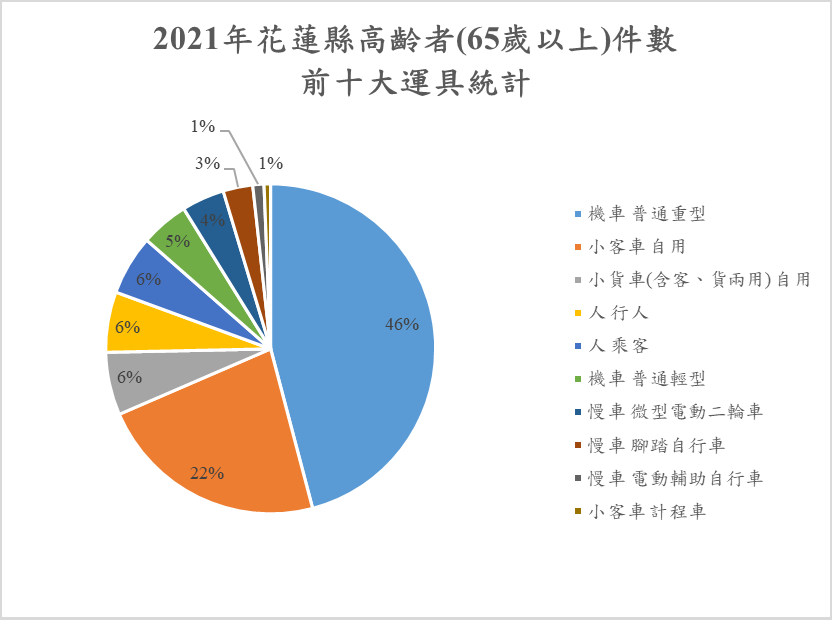 2021年花蓮縣高齡者(65歲以上)件數
前十大運具統計
1%
3%
1%
4%
5%
6%
6%
6%
46%
22%
機車 普通重型
小客車 自用
小貨車(含客、貨兩用) 自用
人 行人
人 乘客
機車 普通輕型
慢車 微型電動二輪車
慢車 腳踏自行車
慢車 電動輔助自行車
小客車 計程車